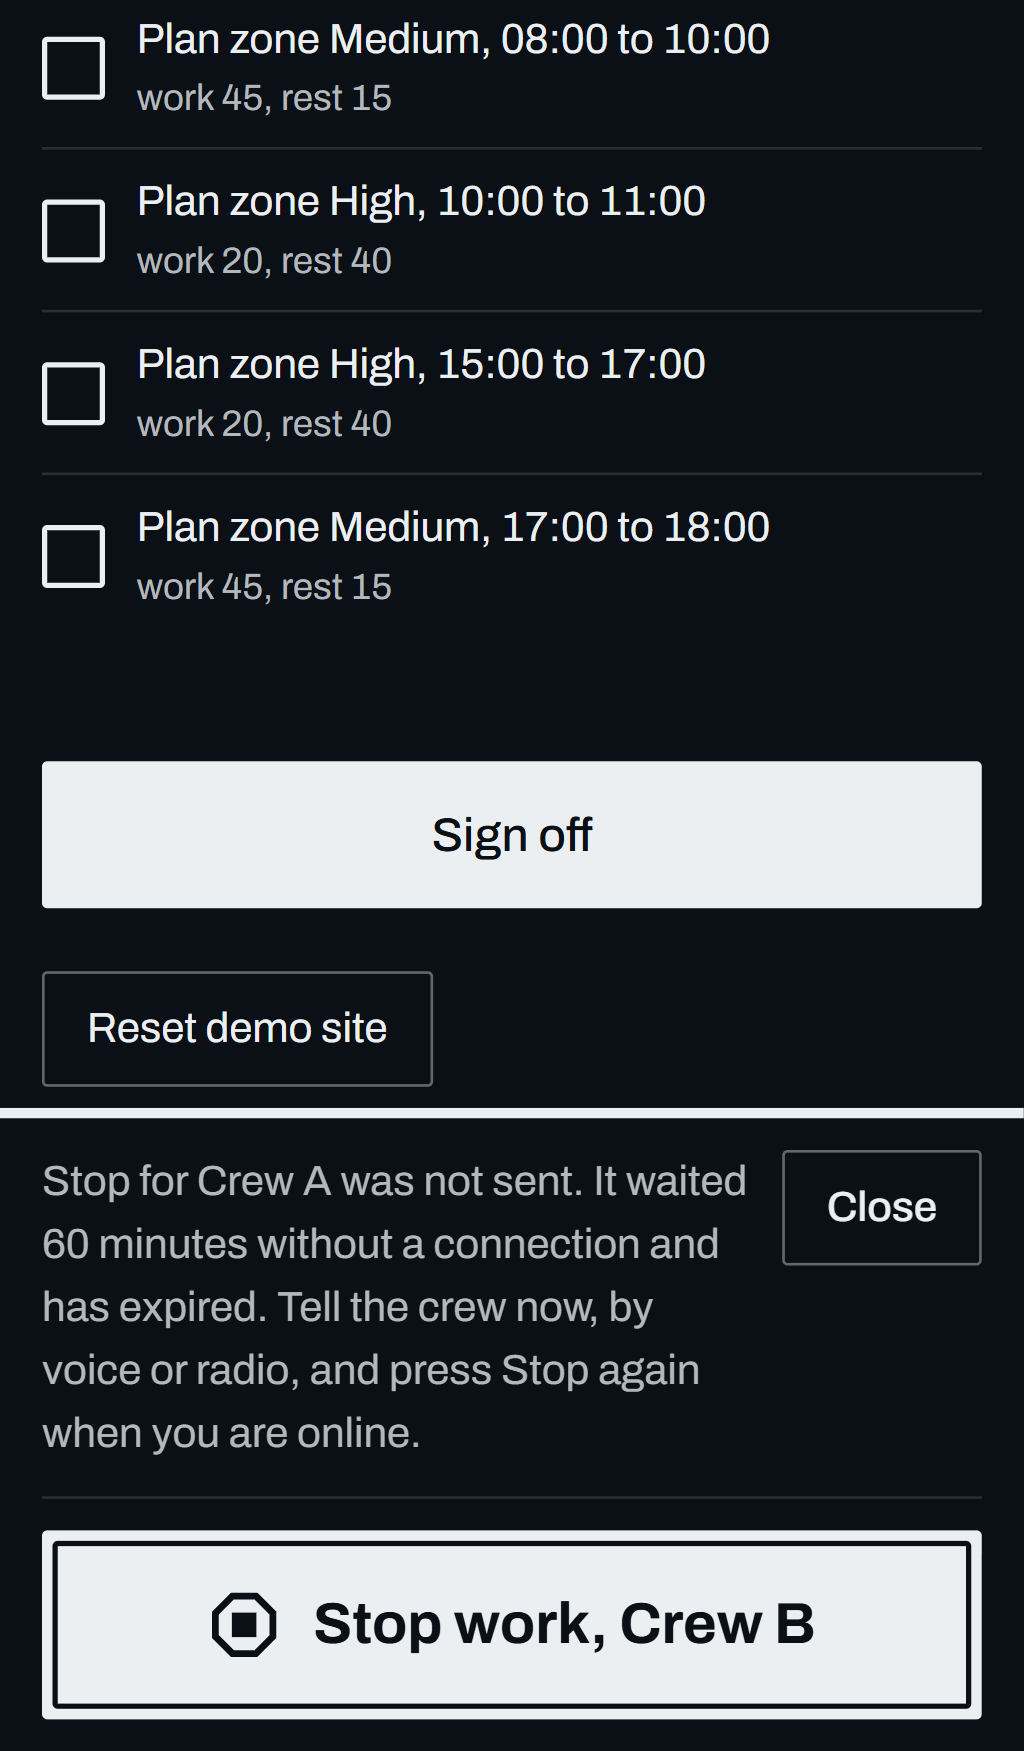 Plan zone Medium, 08:00 to 10:00
work 45, rest 15
Plan zone High, 10:00 to 11:00
work 20, rest 40
Plan zone High, 15:00 to 17:00
work 20, rest 40
Plan zone Medium, 17:00 to 18:00
work 45, rest 15
Sign off
Reset demo site
Stop for Crew A was not sent. It waited
60 minutes without a connection and
has expired. Tell the crew now, by
voice or radio, and press Stop again
when you are online.
Close
Stop work, Crew B